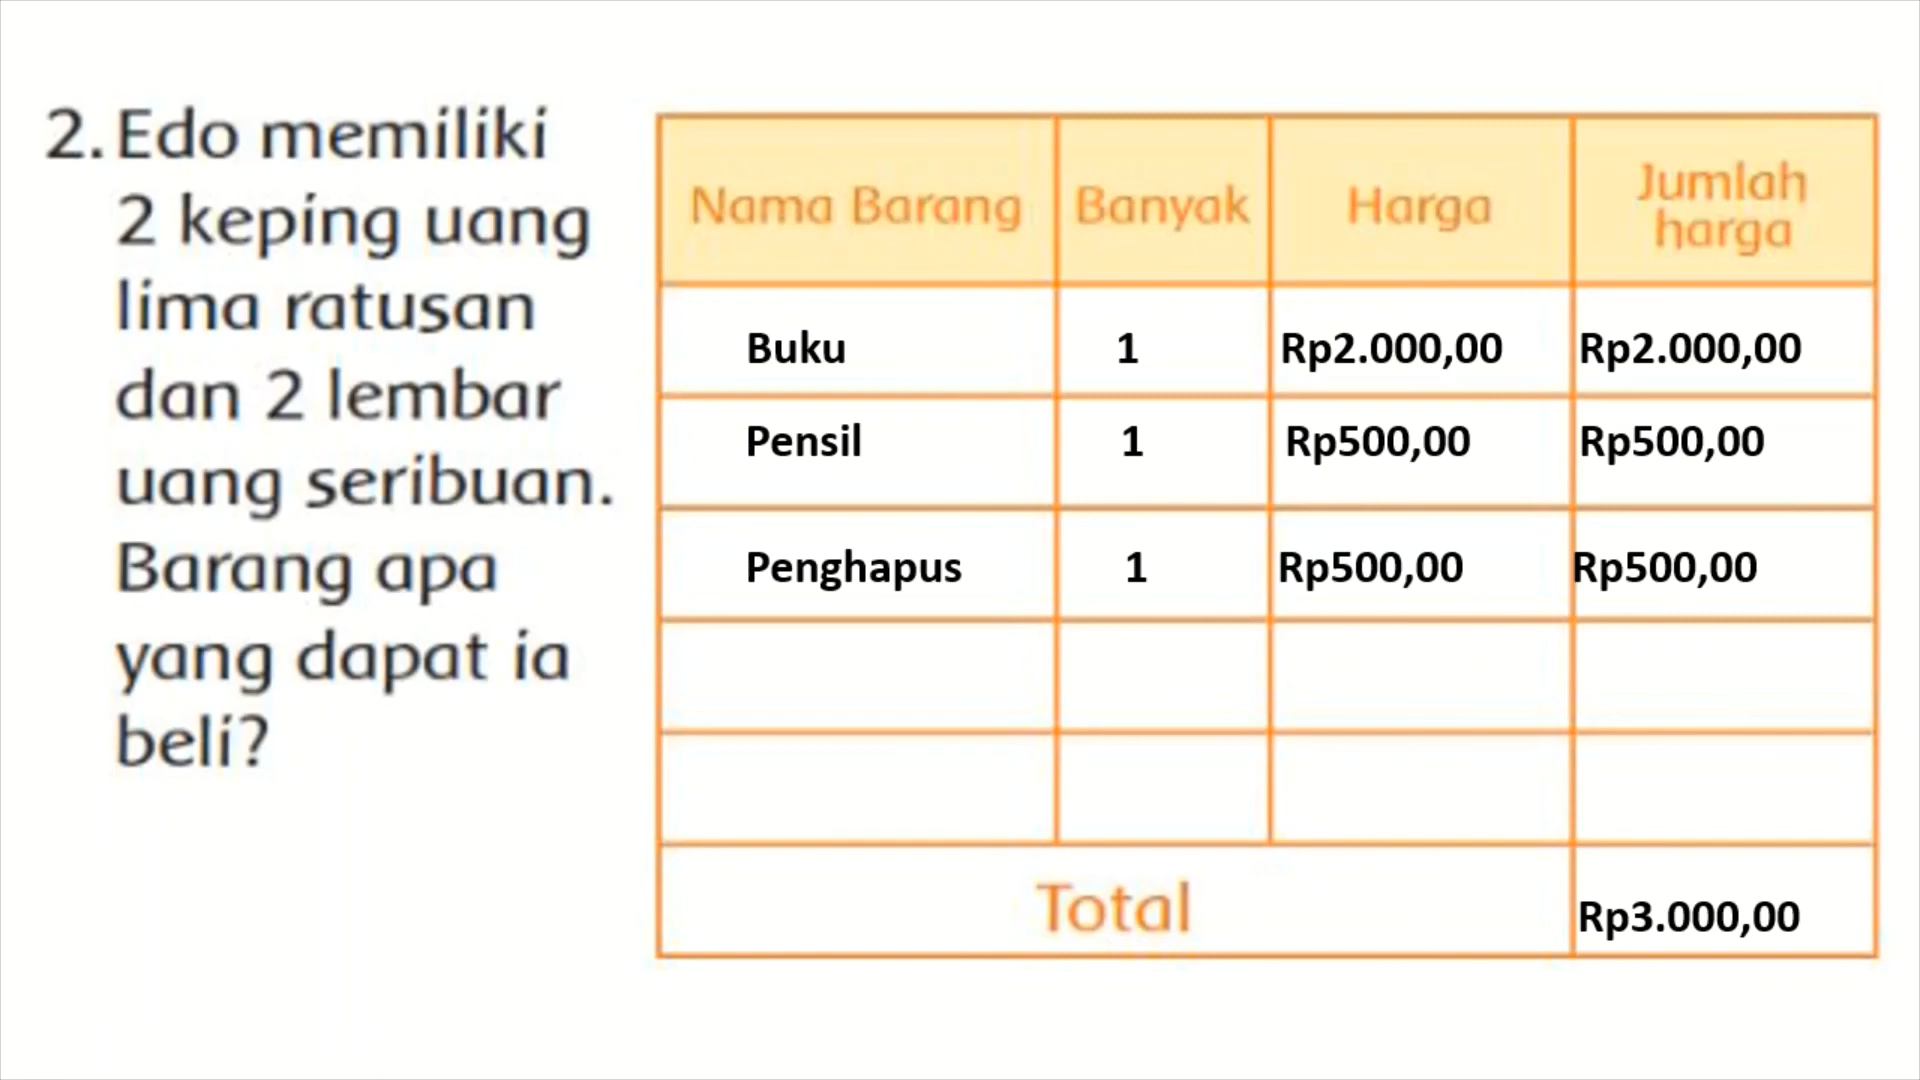 2. Edo memiliki
2 keping uang
lima ratusan
dan 2 lembar
uang seribuan.
Barang apa
yang dapat ia
beli?
Nama Barang Banyak Harga Jumlah harga
Buku 1 Rp2.000,00 Rp2.000,00
Pensil 1 Rp500,00 Rp500,00
Penghapus 1 Rp500,00 Rp500,00
Total Rp3.000,00